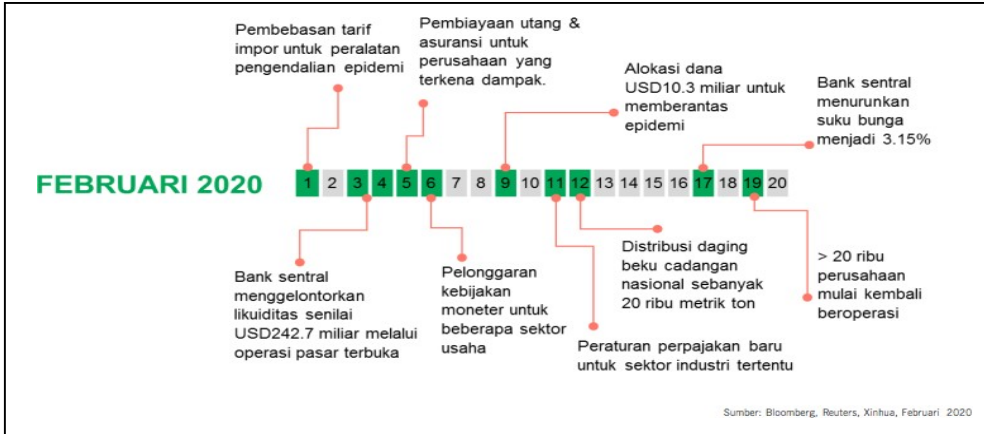 Pembebasan tarif
impor untuk peralatan
pengendalian epidemi
Pembiayaan utang &
asuransi untuk
perusahaan yang
terkena dampak.
Alokasi dana
USD10.3 miliar untuk
memberantas
epidemi
Bank sentral
menurunkan
suku bunga
menjadi 3.15%
FEBRUARI 2020
1 2 3 4 5 6 7 8 9 10 11 12 13 14 15 16 17 18 19 20
Bank sentral
menggelontorkan
likuiditas senilai
USD242.7 miliar melalui
operasi pasar terbuka
Pelonggaran
kebijakan
moneter untuk
beberapa sektor
usaha
Peraturan perpajakan baru
untuk sektor industri tertentu
Distribusi daging
beku cadangan
nasional sebanyak
20 ribu metrik ton
> 20 ribu
perusahaan
mulai kembali
beroperasi
Sumber: Bloomberg, Reuters, Xinhua, Februari 2020